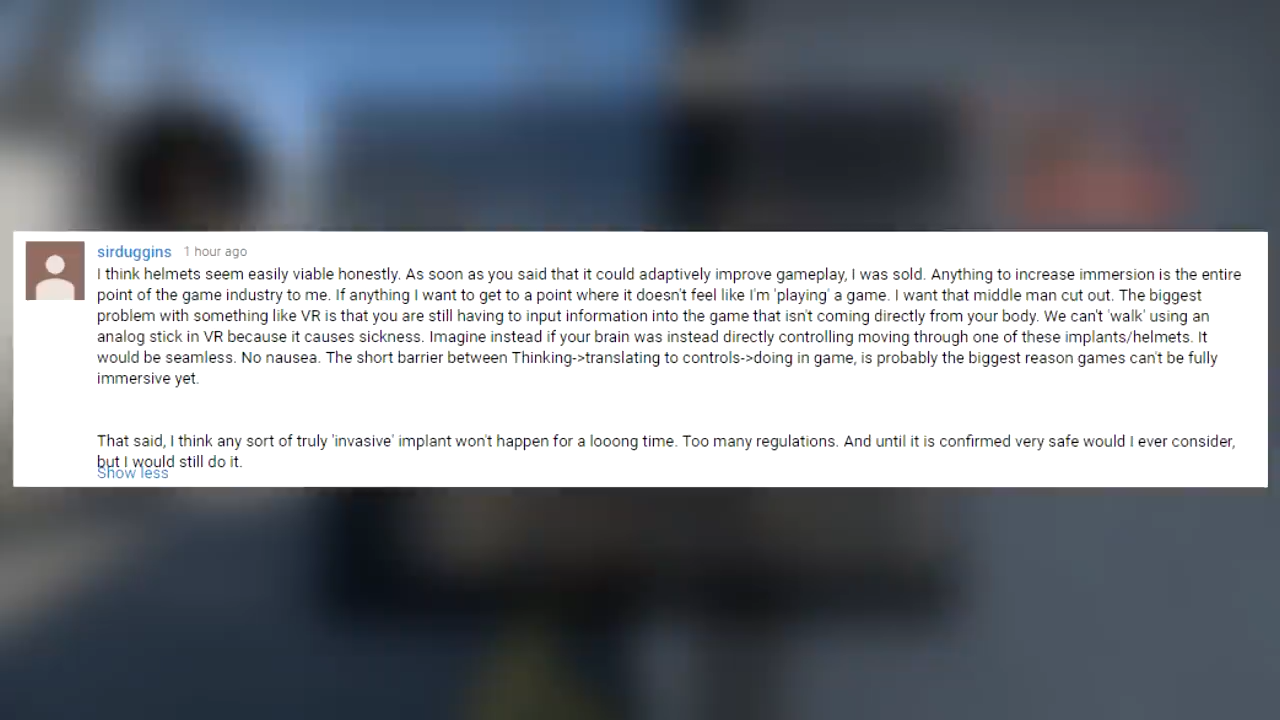 sirduggins 1 hour ago
I think helmets seem easily viable honestly. As soon as you said that it could adaptively improve gameplay, I was sold. Anything to increase immersion is the entire
point of the game industry to me. If anything I want to get to a point where it doesn't feel like I'm 'playing' a game. I want that middle man cut out. The biggest
problem with something like VR is that you are still having to input information into the game that isn't coming directly from your body. We can't 'walk' using an
analog stick in VR because it causes sickness. Imagine instead if your brain was instead directly controlling moving through one of these implants/helmets. It
would be seamless. No nausea. The short barrier between Thinking->translating to controls->doing in game, is probably the biggest reason games can't be fully
immersive yet.
That said, I think any sort of truly 'invasive' implant won't happen for a looong time. Too many regulations. And until it is confirmed very safe would I ever consider,
but I would still do it.
Show less